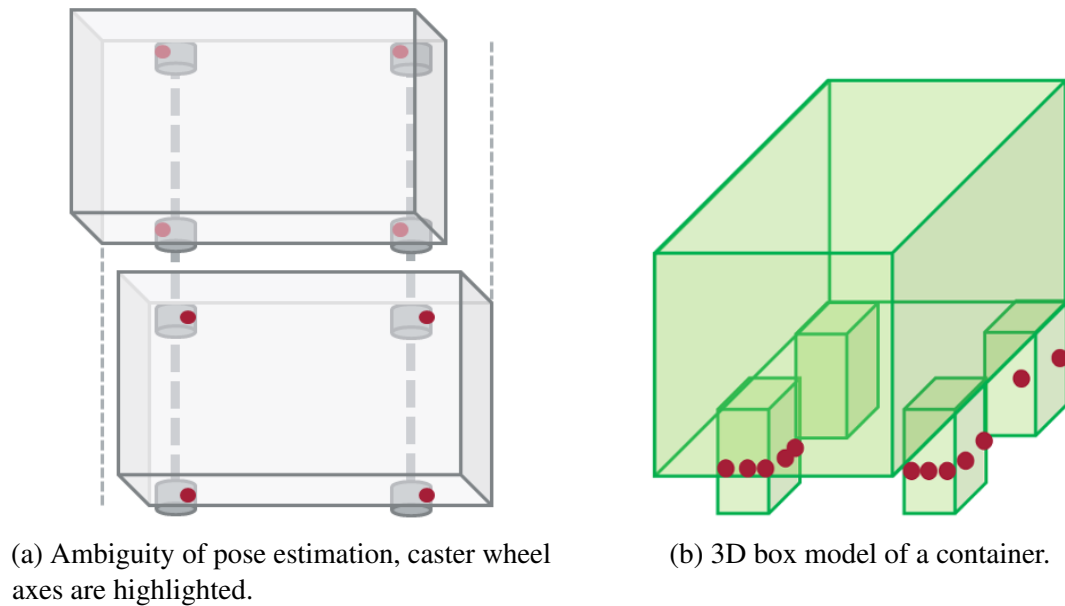 (a) Ambiguity of pose estimation, caster wheel
axes are highlighted.
(b) 3D box model of a container.